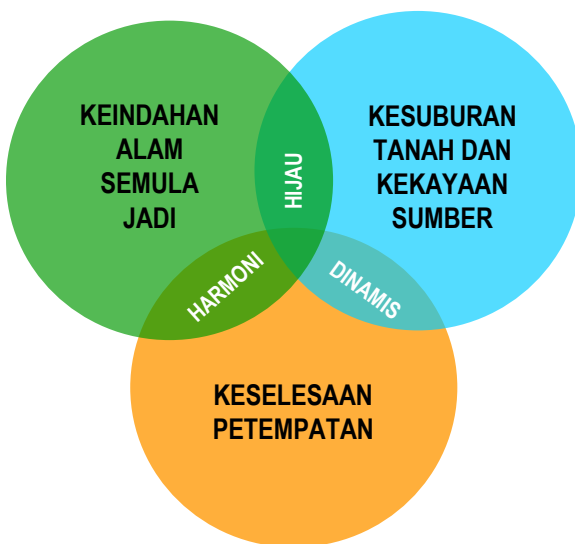 KEINDAHAN
ALAM
SEMULA
JADI
HIJAU
KESUBURAN
TANAH DAN
KEKAYAAN
SUMBER
HARMONI
DINAMIS
KESELESAAN
PETEMPATAN